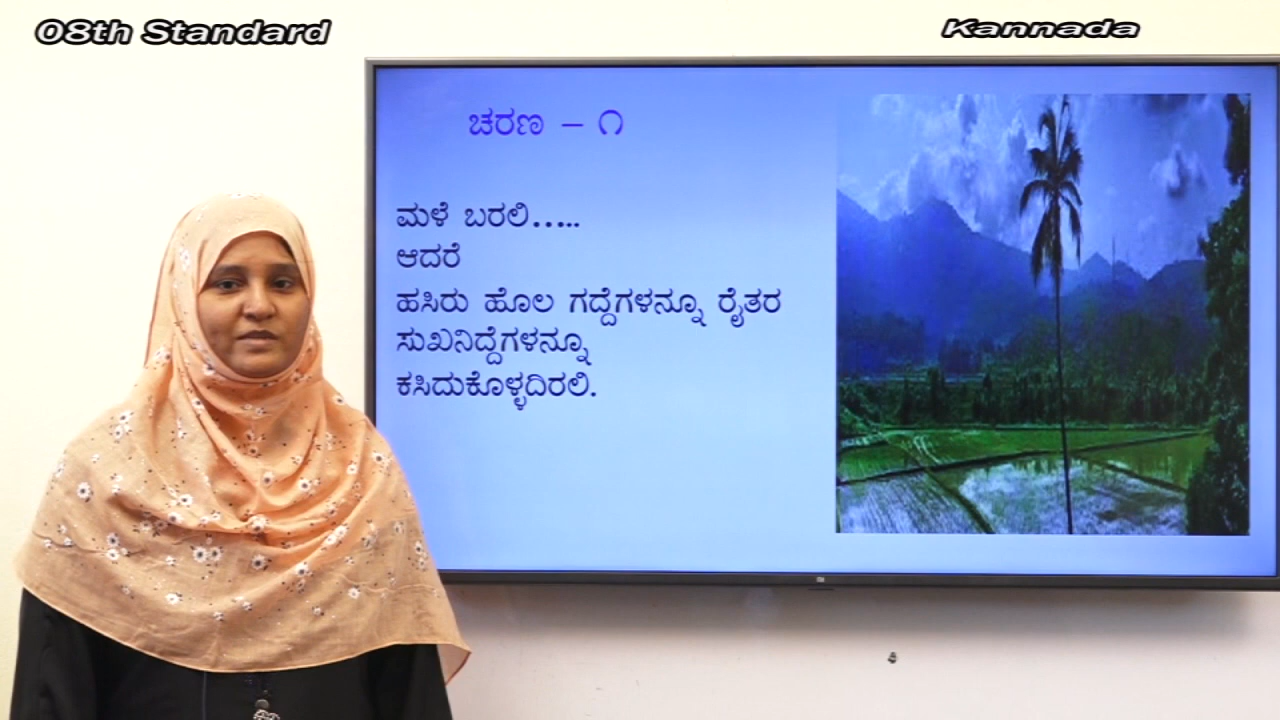 08th Standard
Kannada
ಚರಣ – ೧
ಮಳೆ ಬರಲಿ.....
ಆದರೆ
ಹಸಿರು ಹೊಲ ಗದ್ದೆಗಳನ್ನೂ ರೈತರ
ಸುಖನಿದ್ದೆಗಳನ್ನೂ
ಕಸಿದುಕೊಳ್ಳದಿರಲಿ.